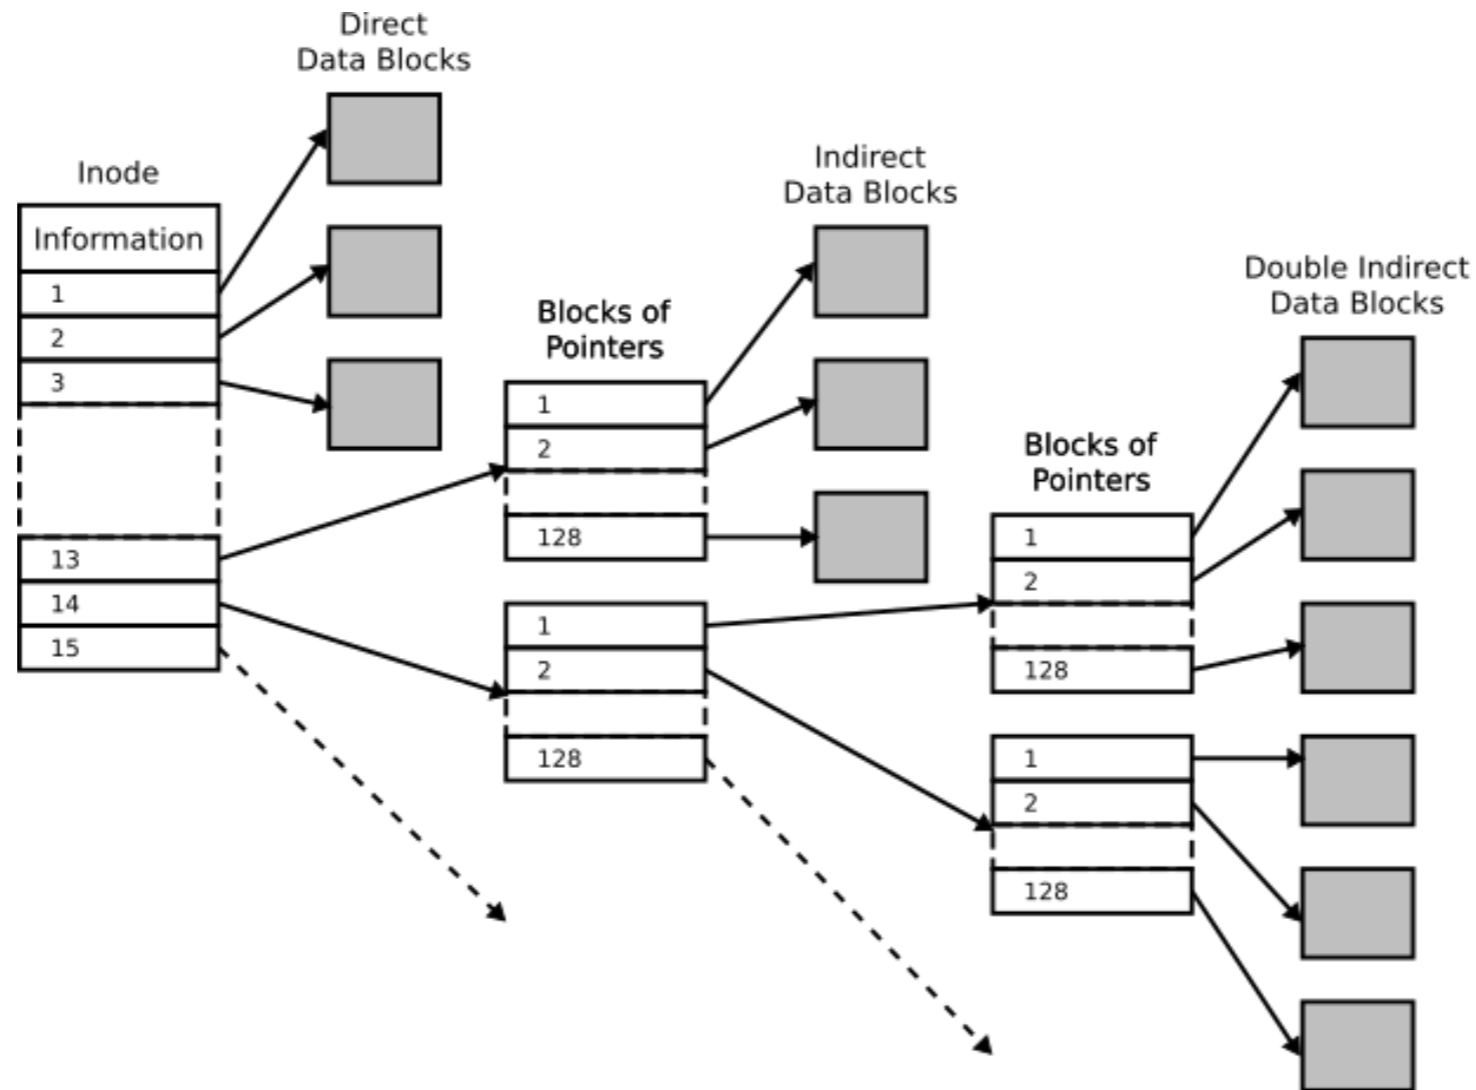 Direct
Data Blocks
Inode
Information
1
2
3
13
14
15
Blocks of
Pointers
1
2
128
1
2
128
Indirect
Data Blocks
Blocks of
Pointers
1
2
128
1
2
128
Double Indirect
Data Blocks